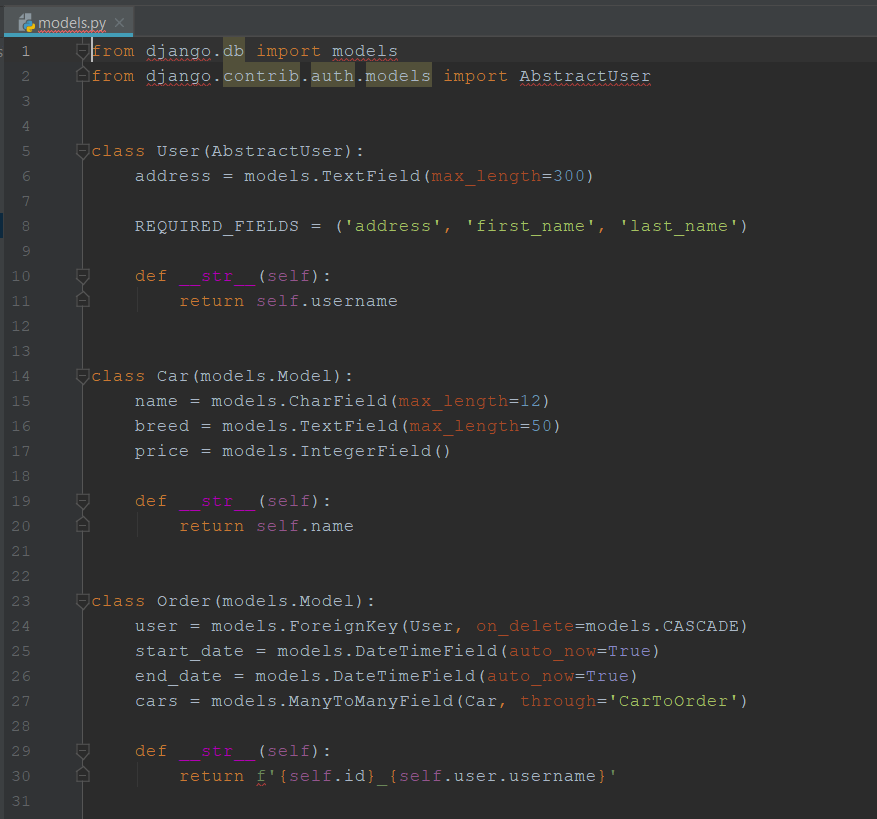 models.py
1 from django.db import models
2 from django.contrib.auth.models import AbstractUser
3
4
5 class User(AbstractUser):
6     address = models.TextField(max_length=300)
7
8     REQUIRED_FIELDS = ('address', 'first_name', 'last_name')
9
10     def __str__(self):
11         return self.username
12
13
14 class Car(models.Model):
15     name = models.CharField(max_length=12)
16     breed = models.TextField(max_length=50)
17     price = models.IntegerField()
18
19     def __str__(self):
20         return self.name
21
22
23 class Order(models.Model):
24     user = models.ForeignKey(User, on_delete=models.CASCADE)
25     start_date = models.DateTimeField(auto_now=True)
26     end_date = models.DateTimeField(auto_now=True)
27     cars = models.ManyToManyField(Car, through='CarToOrder')
28
29     def __str__(self):
30         return f'{self.id}_{self.user.username}'
31